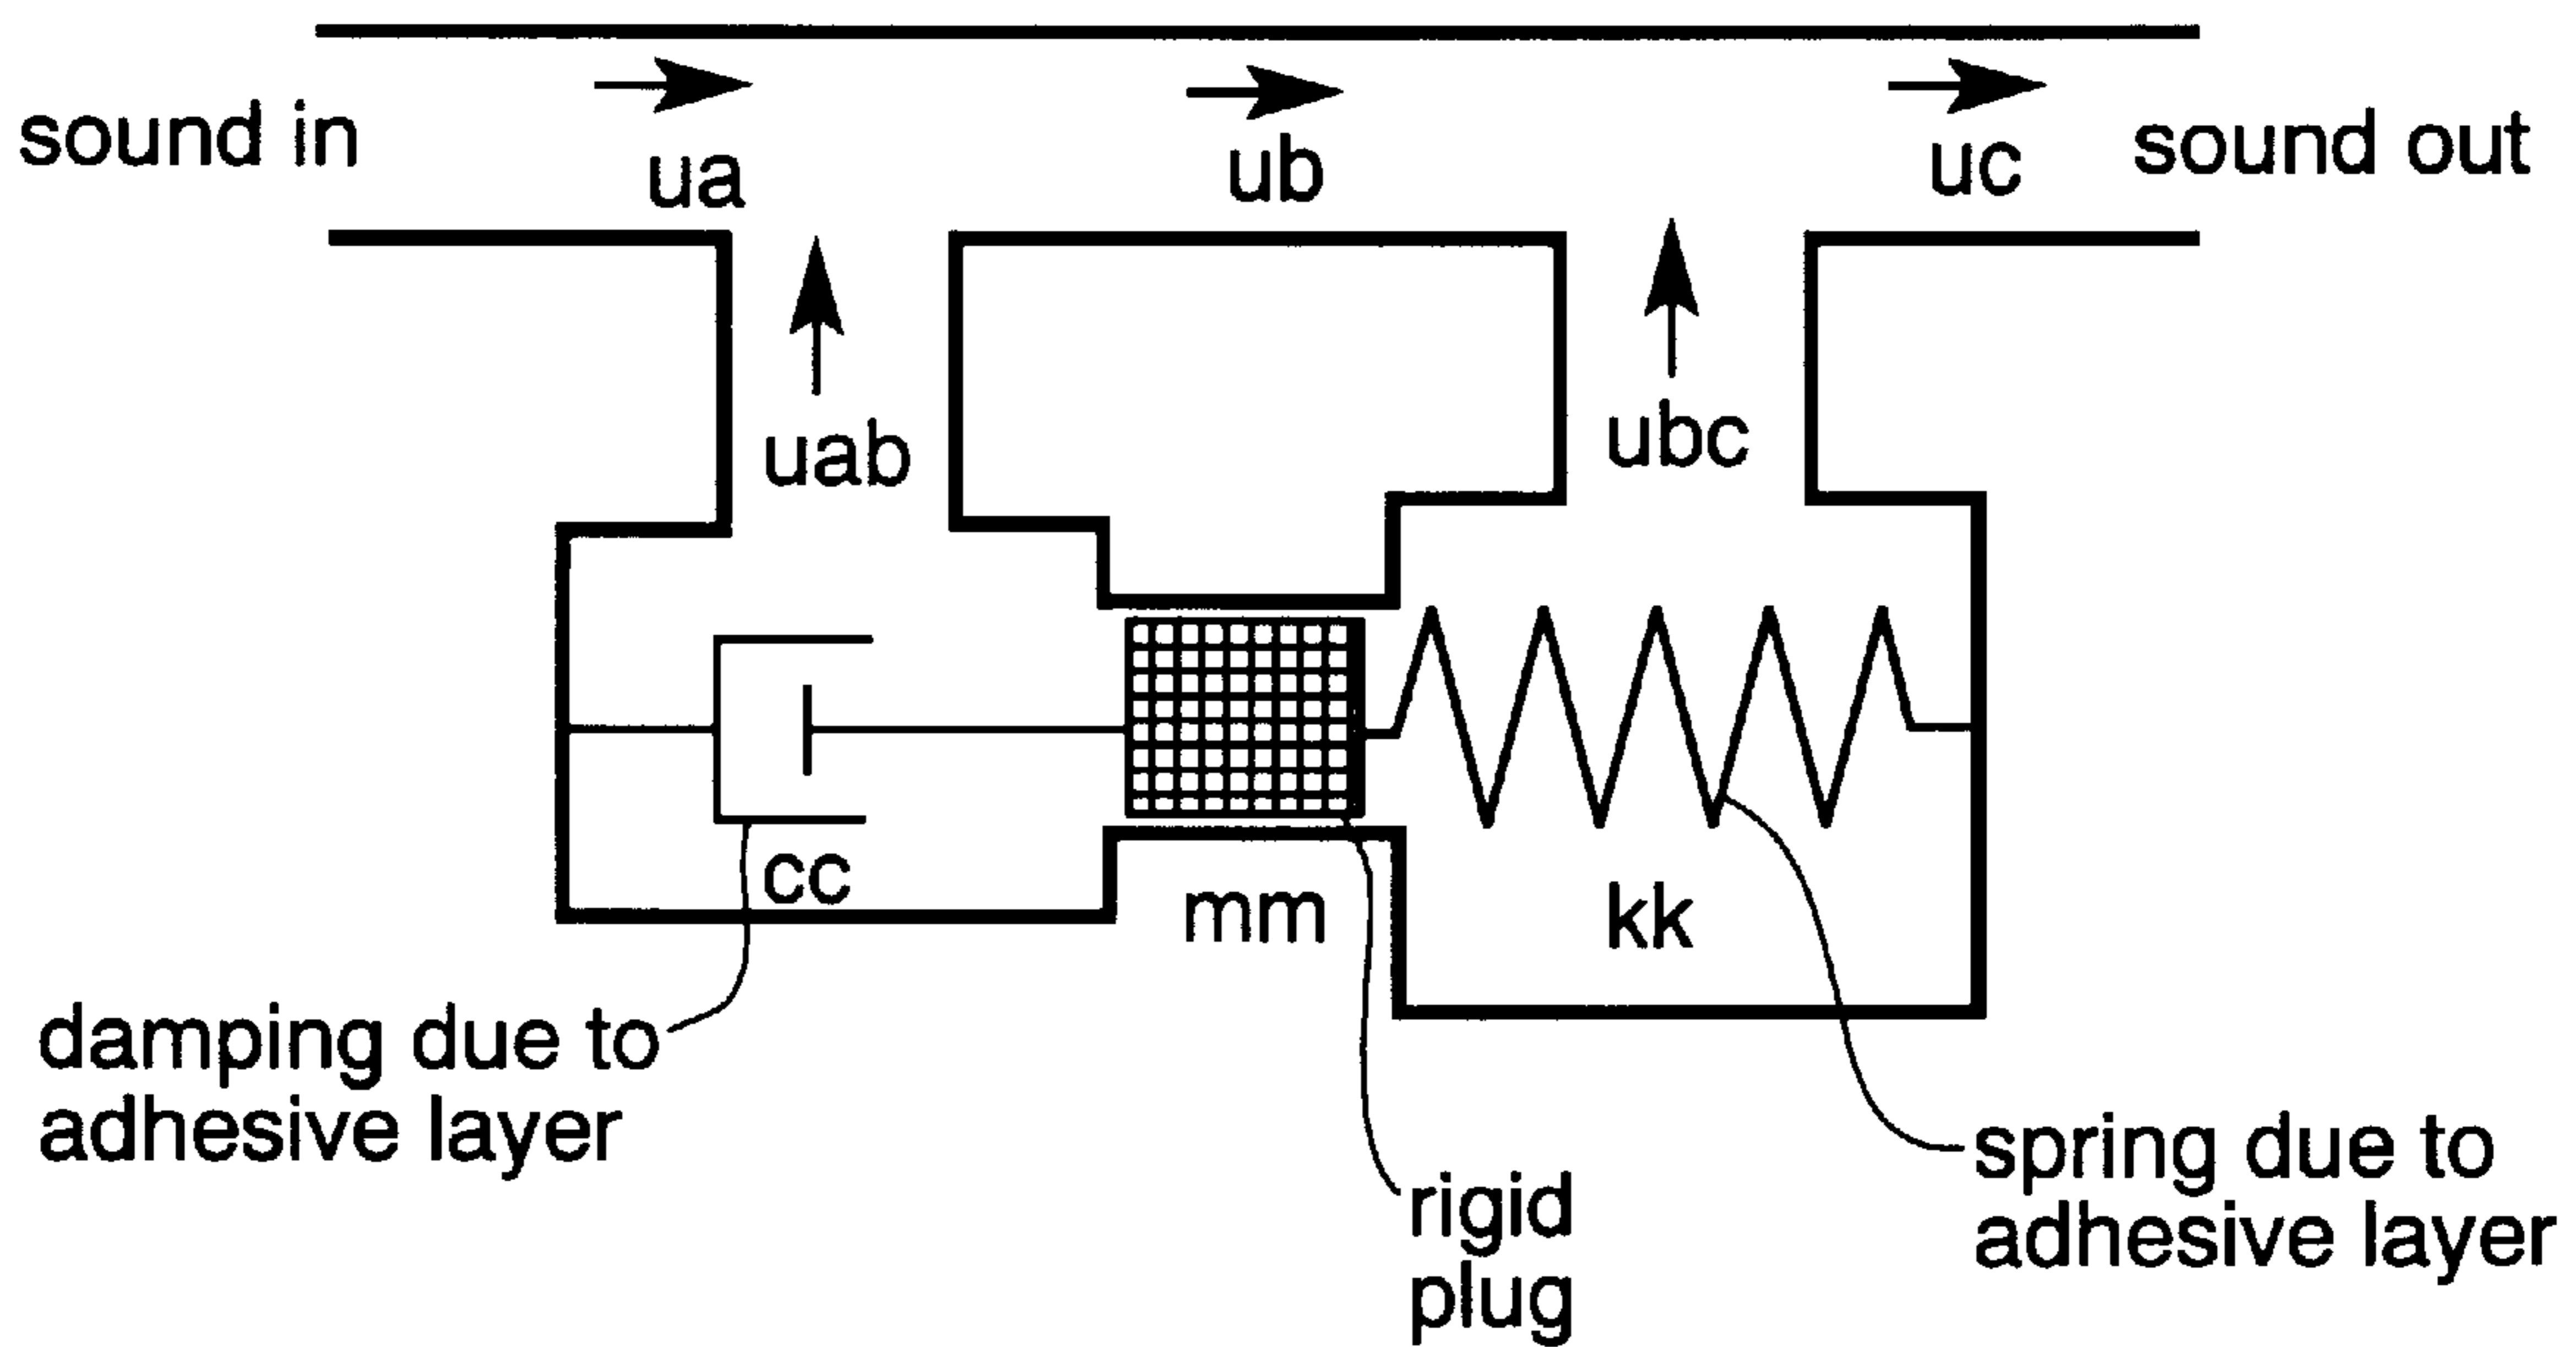 sound in
ua
ub
uc
sound out
uab
ubc
cc
mm
kk
damping due to
adhesive layer
rigid
plug
spring due to
adhesive layer